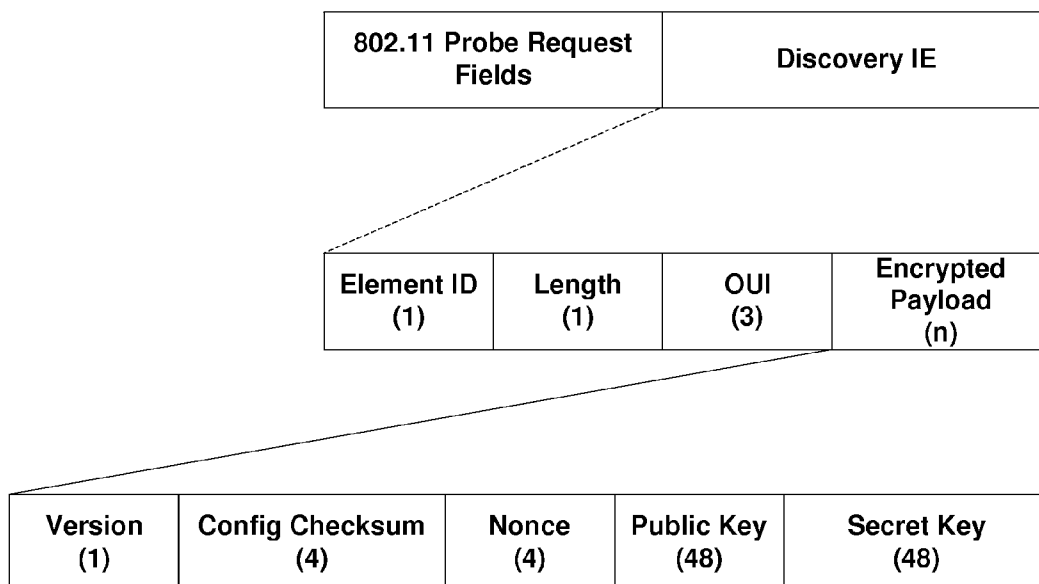 802.11 Probe Request
Fields
Discovery IE
Element ID
(1)
Length
(1)
OUI
(3)
Encrypted
Payload
(n)
Version
(1)
Config Checksum
(4)
Nonce
(4)
Public Key
(48)
Secret Key
(48)